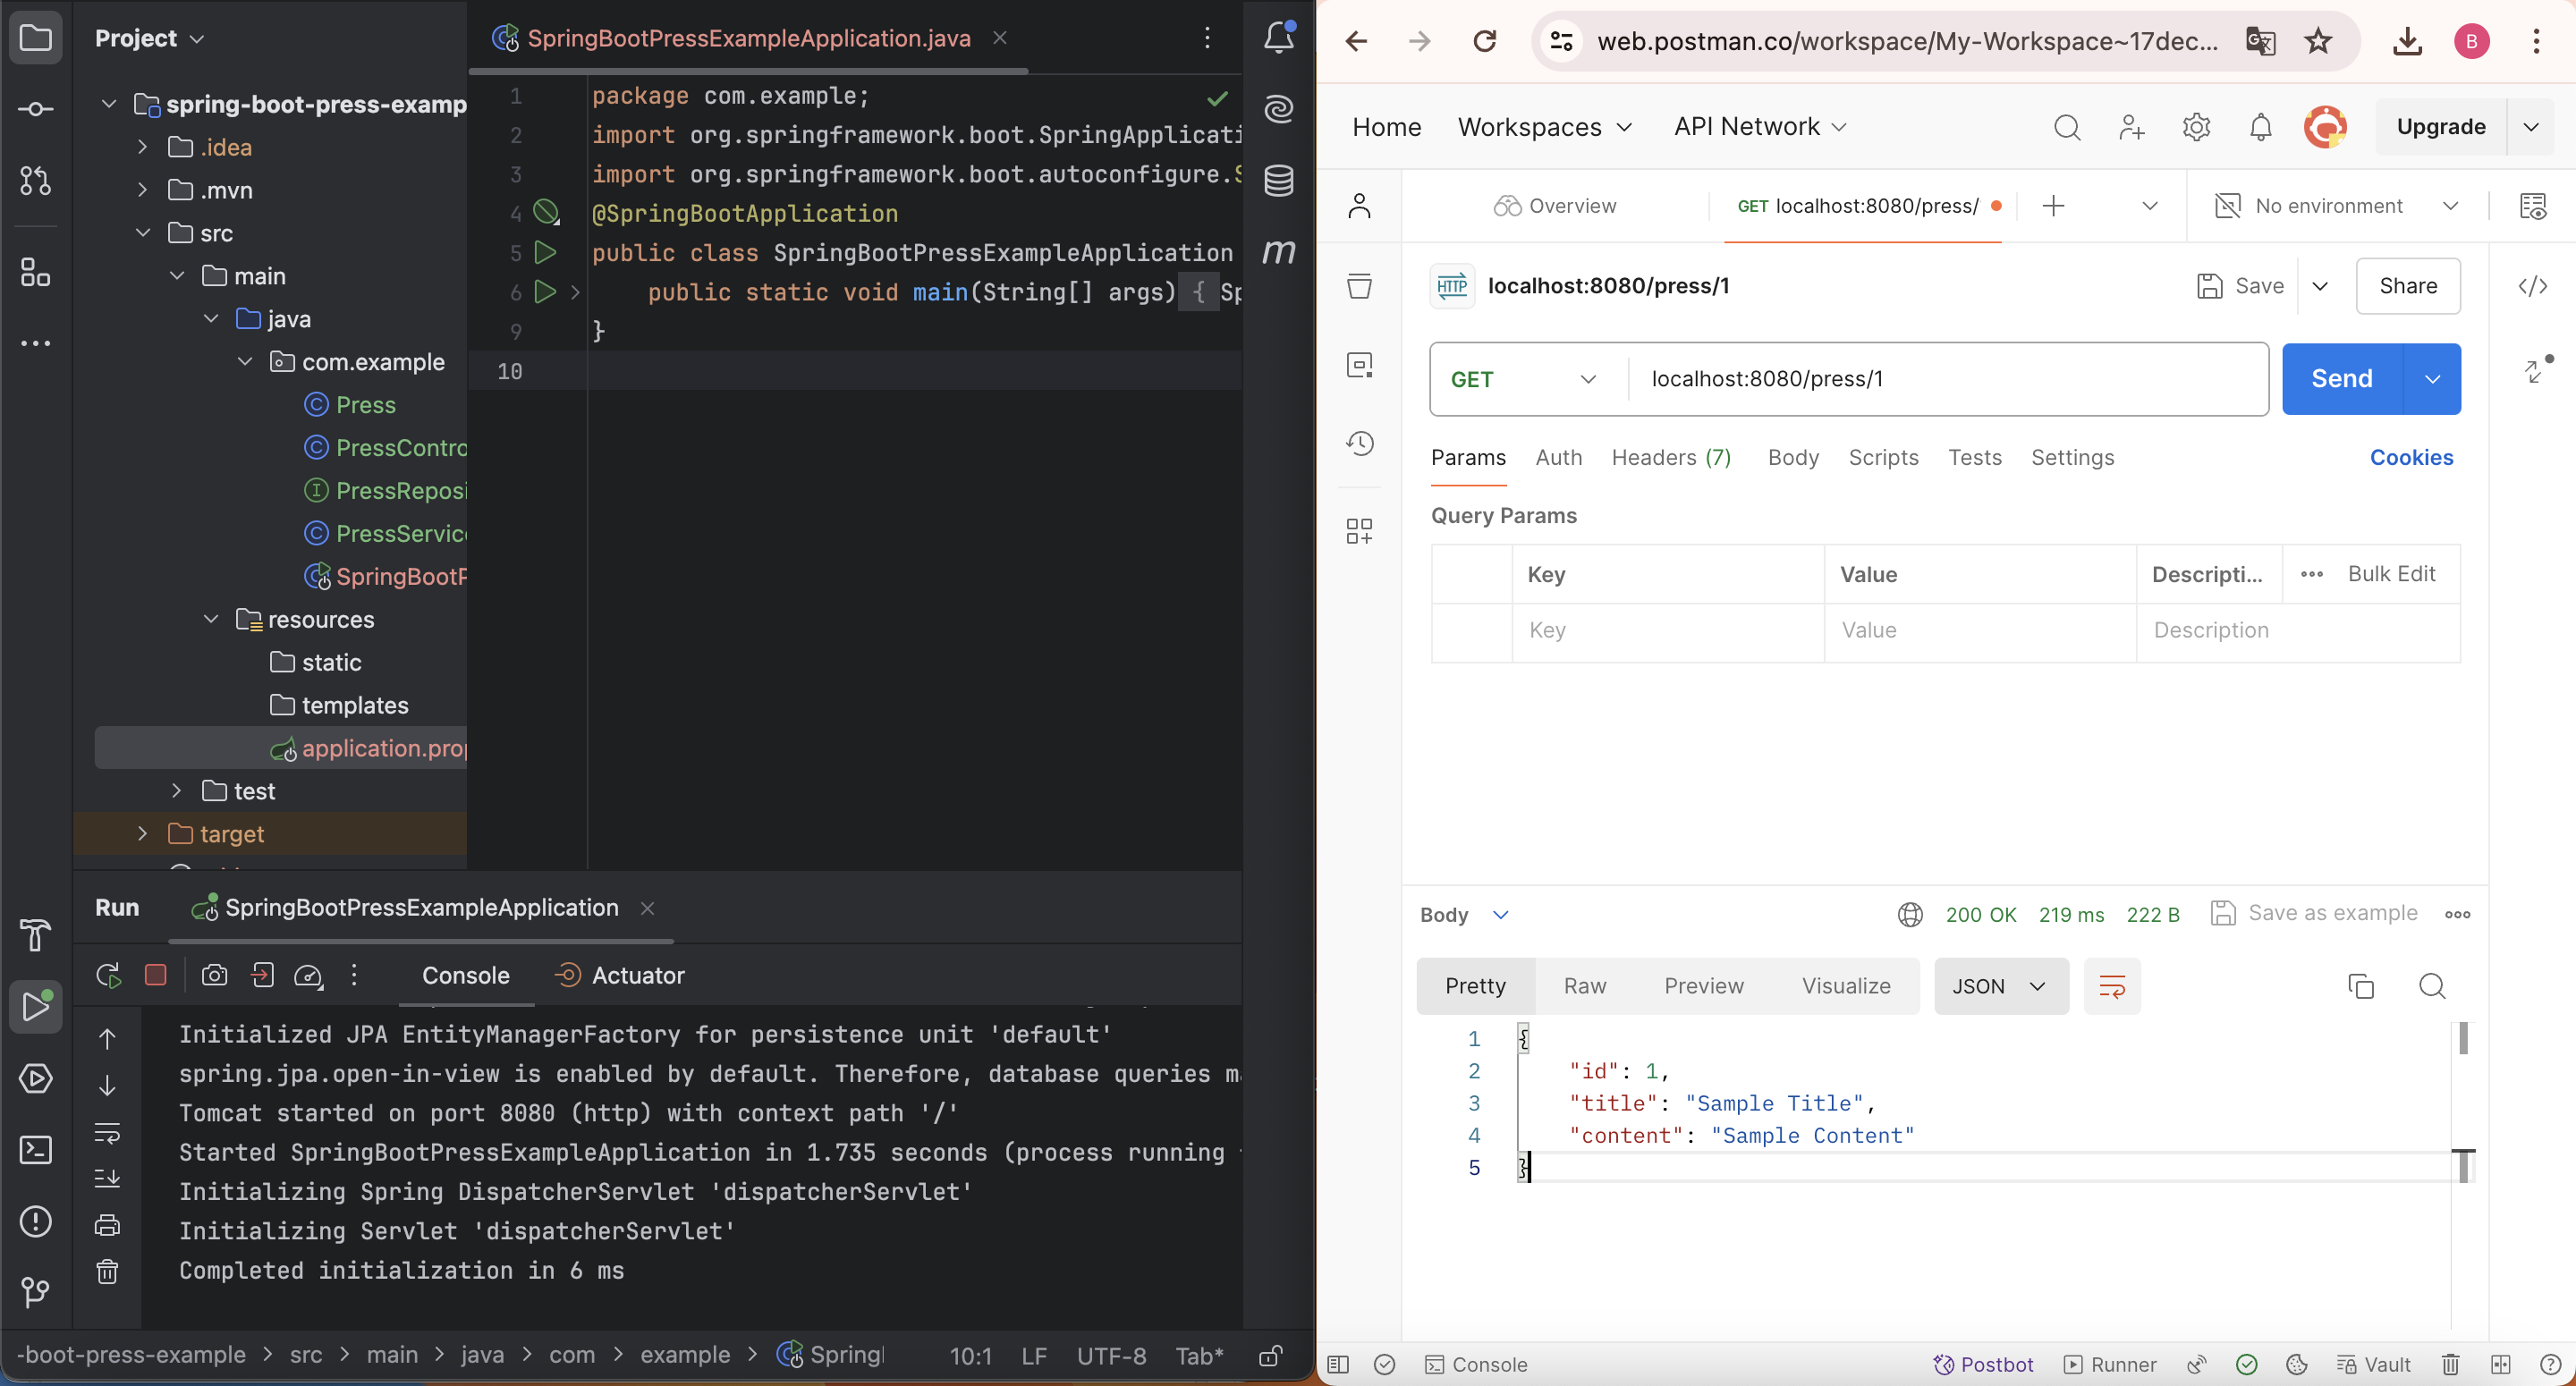 Project
SpringBootPressExampleApplication.java
spring-boot-press-examp
.idea
.mvn
src
main
java
com.example
Press
PressContro
PressReposi
PressService
SpringBootP
resources
static
templates
application.prop
test
target
1 package com.example;
2 import org.springframework.boot.SpringApplicati
3 import org.springframework.boot.autoconfigure.S
4 @SpringBootApplication
5 public class SpringBootPressExampleApplication
6 public static void main(String[] args) { Sp
9 }
10
m
Run
SpringBootPressExampleApplication
Console
Actuator
Initialized JPA EntityManagerFactory for persistence unit 'default'
spring.jpa.open-in-view is enabled by default. Therefore, database queries ma
Tomcat started on port 8080 (http) with context path '/'
Started SpringBootPressExampleApplication in 1.735 seconds (process running
Initializing Spring DispatcherServlet 'dispatcherServlet'
Initializing Servlet 'dispatcherServlet'
Completed initialization in 6 ms
-boot-press-example > src > main > java > com > example > Spring
10:1 LF UTF-8 Tab*
web.postman.co/workspace/My-Workspace~17dec...
B
Home Workspaces API Network
Upgrade
Overview
GET localhost:8080/press/
No environment
HTTP localhost:8080/press/1
Save
Share
GET
localhost:8080/press/1
Send
Params Auth Headers (7) Body Scripts Tests Settings
Cookies
Query Params
Key Value Descripti... Bulk Edit
Key Value Description
Body
200 OK 219 ms 222 B Save as example
Pretty Raw Preview Visualize JSON
1 {
2 "id": 1,
3 "title": "Sample Title",
4 "content": "Sample Content"
5 }
Console
Postbot Runner Vault